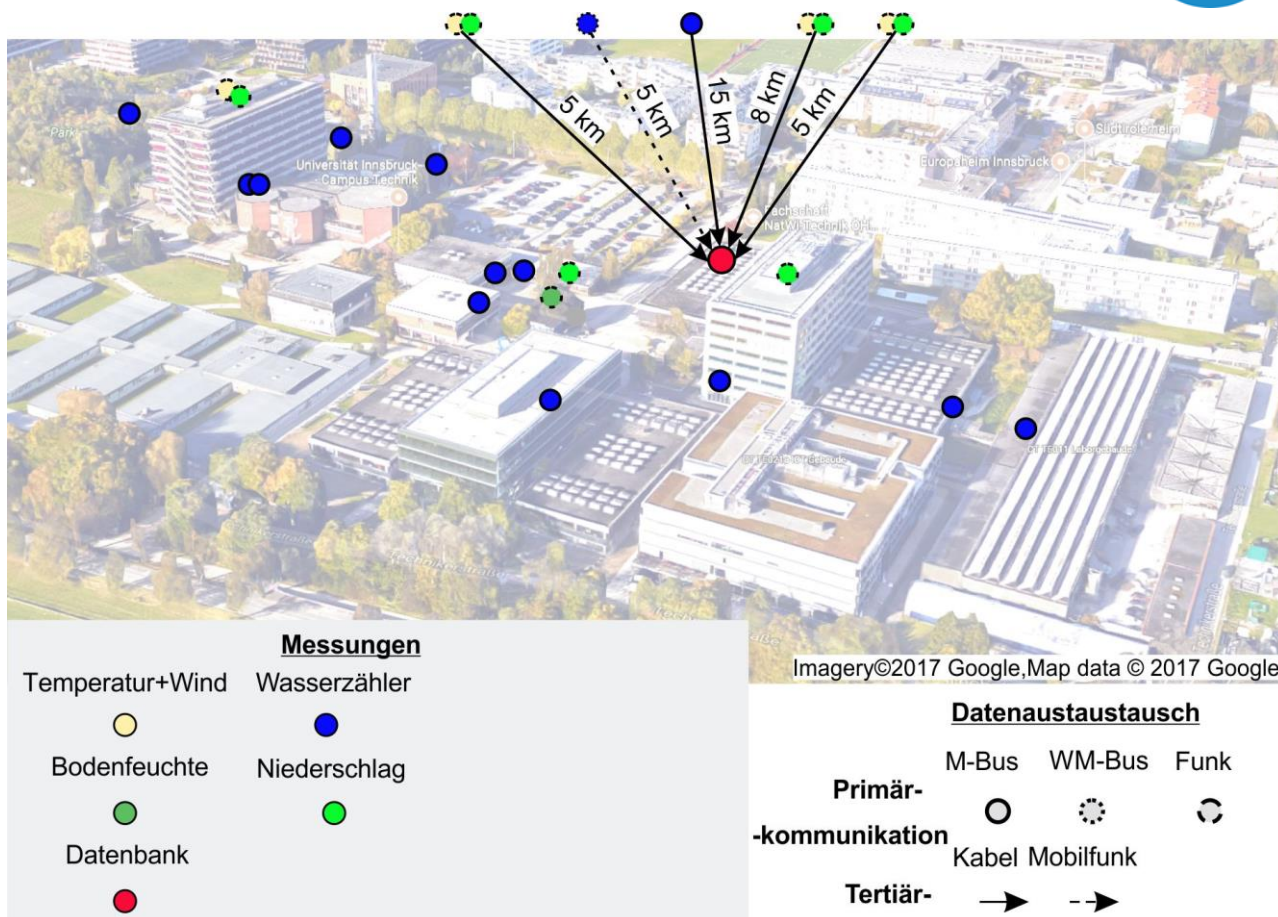 5 km
5 km
15 km
8 km
5 km
Park
Universität Innsbruck
- Campus Technik
Südtirolerheim
Europaheim Innsbruck
Fachschaft
Imagery©2017 Google,Map data © 2017 Google
Messungen
Temperatur+Wind Wasserzähler
Bodenfeuchte Niederschlag
Datenbank
Datenaustaustausch
M-Bus WM-Bus Funk
Primär-
-kommunikation
Kabel Mobilfunk
Tertiär-